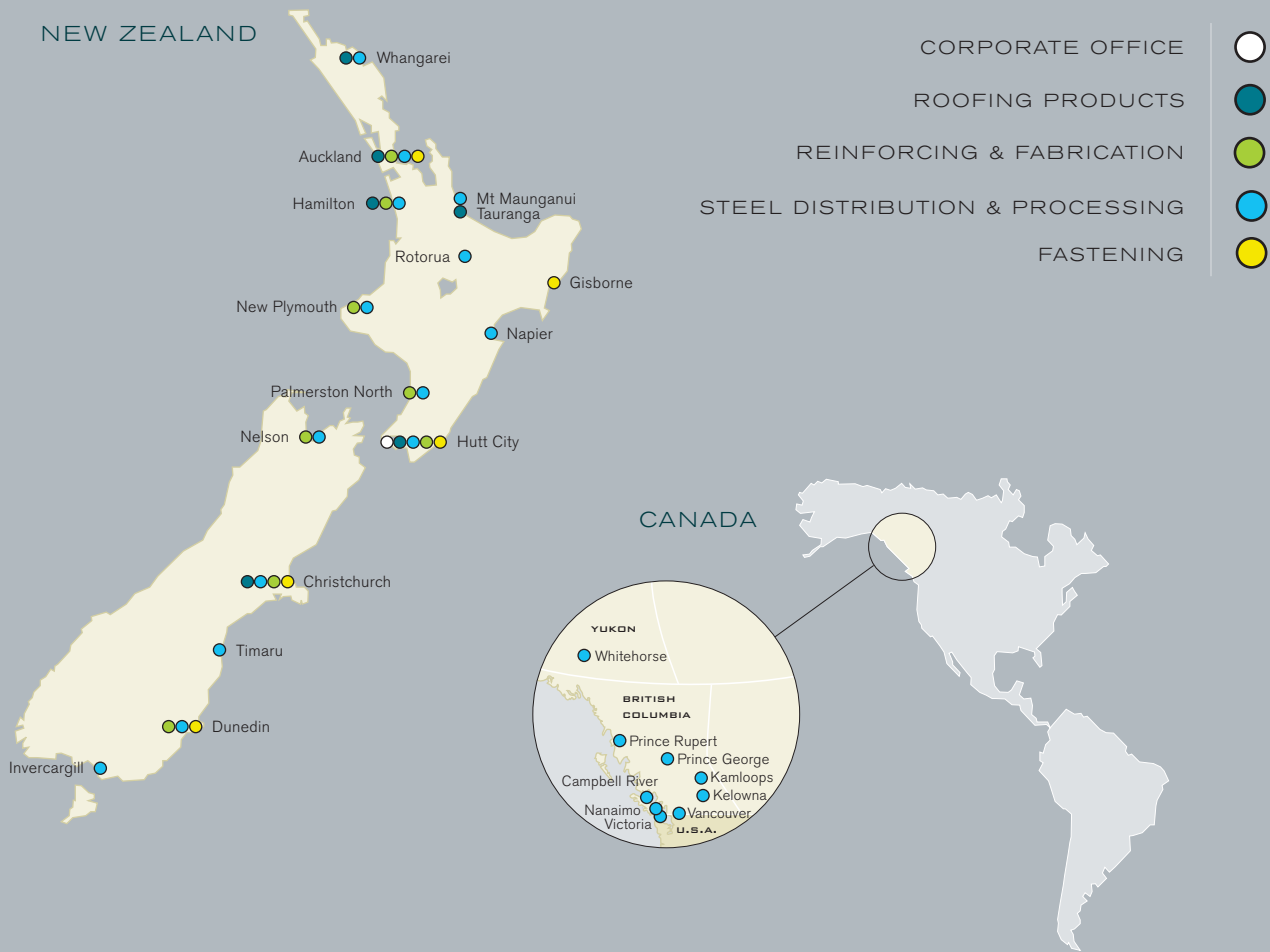 NEW ZEALAND
CORPORATE OFFICE
ROOFING PRODUCTS
REINFORCING & FABRICATION
STEEL DISTRIBUTION & PROCESSING
FASTENING
Whangarei
Auckland
Hamilton
Mt Maunganui
Tauranga
Rotorua
Gisborne
New Plymouth
Napier
Palmerston North
Nelson
Hutt City
Christchurch
Timaru
Dunedin
Invercargill
CANADA
YUKON
Whitehorse
BRITISH
COLUMBIA
Prince Rupert
Prince George
Kamloops
Campbell River
Kelowna
Nanaimo
Vancouver
Victoria
U.S.A.